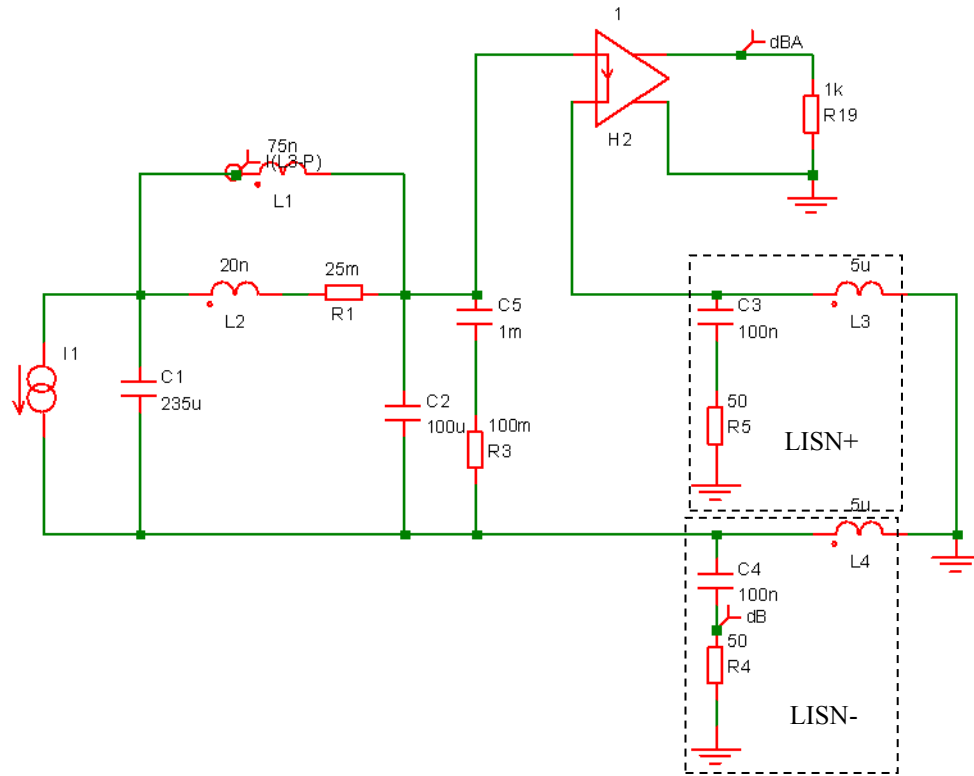 1
dBA
1k
R19
H2
75n
I(L3-P)
L1
20n
25m
5u
L2
R1
C5
1m
C3
100n
L3
I1
C1
235u
C2
100u
100m
R3
50
R5
LISN+
5u
L4
C4
100n
dB
50
R4
LISN-